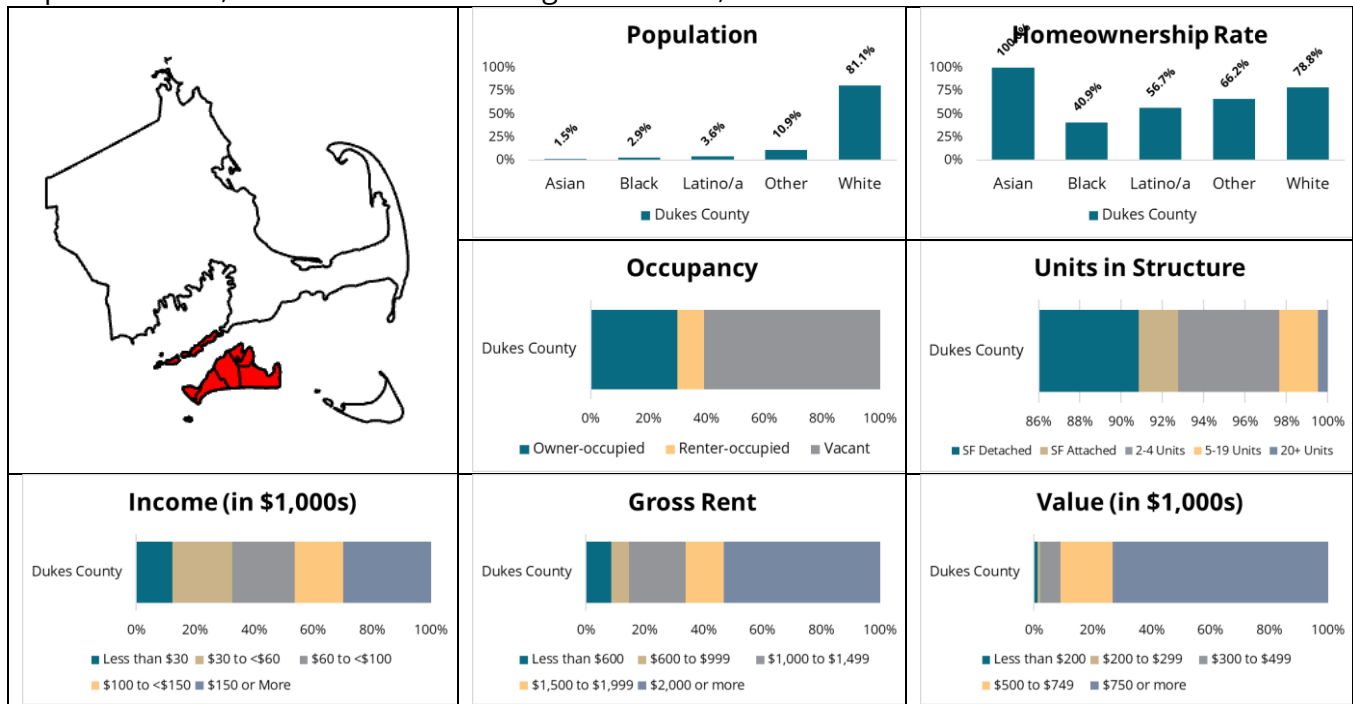 Population
100%
75%
50%
25%
0%
1.5%
2.9%
3.6%
10.9%
81.1%
Asian Black Latino/a Other White
Dukes County
Homeownership Rate
100%
75%
50%
25%
0%
40.9%
56.7%
66.2%
78.8%
Asian Black Latino/a Other White
Dukes County
Occupancy
Dukes County
0% 20% 40% 60% 80% 100%
Owner-occupied Renter-occupied Vacant
Units in Structure
Dukes County
86% 88% 90% 92% 94% 96% 98% 100%
SF Detached SF Attached 2-4 Units 5-19 Units 20+ Units
Income (in $1,000s)
Dukes County
0% 20% 40% 60% 80% 100%
Less than $30 $30 to <$60 $60 to <$100
$100 to <$150 $150 or More
Gross Rent
Dukes County
0% 20% 40% 60% 80% 100%
Less than $600 $600 to $999 $1,000 to $1,499
$1,500 to $1,999 $2,000 or more
Value (in $1,000s)
Dukes County
0% 20% 40% 60% 80% 100%
Less than $200 $200 to $299 $300 to $499
$500 to $749 $750 or more